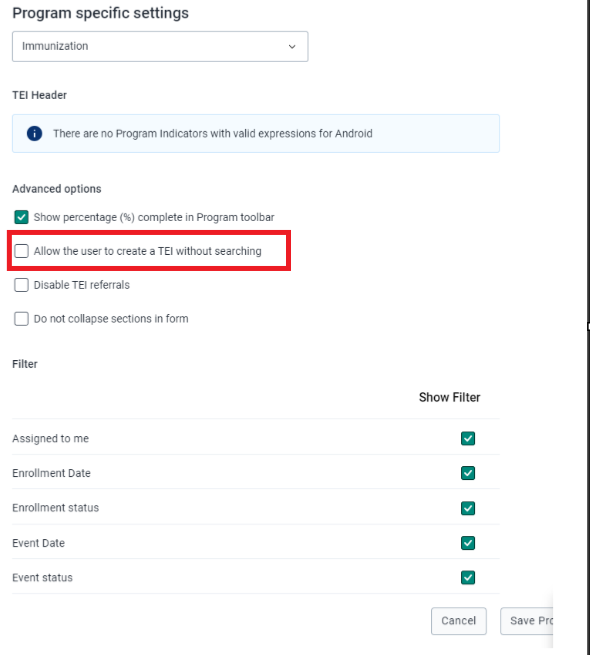 Program specific settings
Immunization
TEI Header
There are no Program Indicators with valid expressions for Android
Advanced options
Show percentage (%) complete in Program toolbar
Allow the user to create a TEI without searching
Disable TEI referrals
Do not collapse sections in form
Filter
Show Filter
Assigned to me
Enrollment Date
Enrollment status
Event Date
Event status
Cancel Save Pro